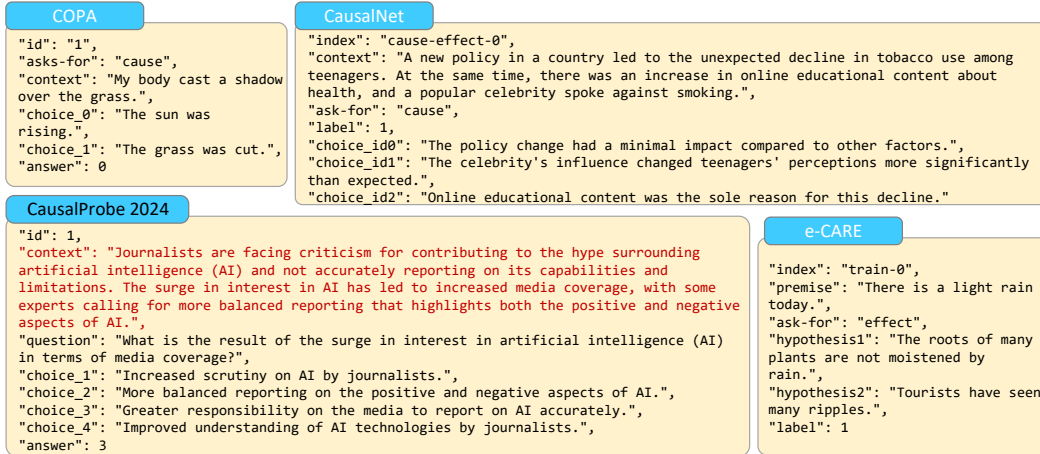 COPA
"id": "1",
"asks-for": "cause",
"context": "My body cast a shadow
over the grass.",
"choice_0": "The sun was
rising.",
"choice_1": "The grass was cut.",
"answer": 0
CausalNet
"index": "cause-effect-0",
"context": "A new policy in a country led to the unexpected decline in tobacco use among
teenagers. At the same time, there was an increase in online educational content about
health, and a popular celebrity spoke against smoking.",
"ask-for": "cause",
"label": 1,
"choice_id0": "The policy change had a minimal impact compared to other factors.",
"choice_id1": "The celebrity's influence changed teenagers' perceptions more significantly
than expected.",
"choice_id2": "Online educational content was the sole reason for this decline."
CausalProbe 2024
"id": 1,
"context": "Journalists are facing criticism for contributing to the hype surrounding
artificial intelligence (AI) and not accurately reporting on its capabilities and
limitations. The surge in interest in AI has led to increased media coverage, with some
experts calling for more balanced reporting that highlights both the positive and negative
aspects of AI.",
"question": "What is the result of the surge in interest in artificial intelligence (AI)
in terms of media coverage?",
"choice_1": "Increased scrutiny on AI by journalists.",
"choice_2": "More balanced reporting on the positive and negative aspects of AI.",
"choice_3": "Greater responsibility on the media to report on AI accurately.",
"choice_4": "Improved understanding of AI technologies by journalists.",
"answer": 3
e-CARE
"index": "train-0",
"premise": "There is a light rain
today.",
"ask-for": "effect",
"hypothesis1": "The roots of many
plants are not moistened by
rain.",
"hypothesis2": "Tourists have seen
many ripples.",
"label": 1